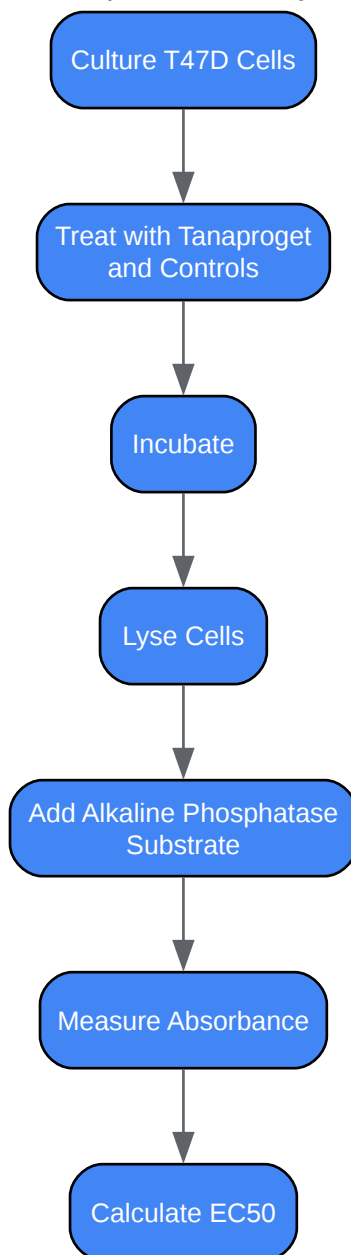 Culture T47D Cells
Treat with Tanaproget
and Controls
Incubate
Lyse Cells
Add Alkaline Phosphatase
Substrate
Measure Absorbance
Calculate EC50